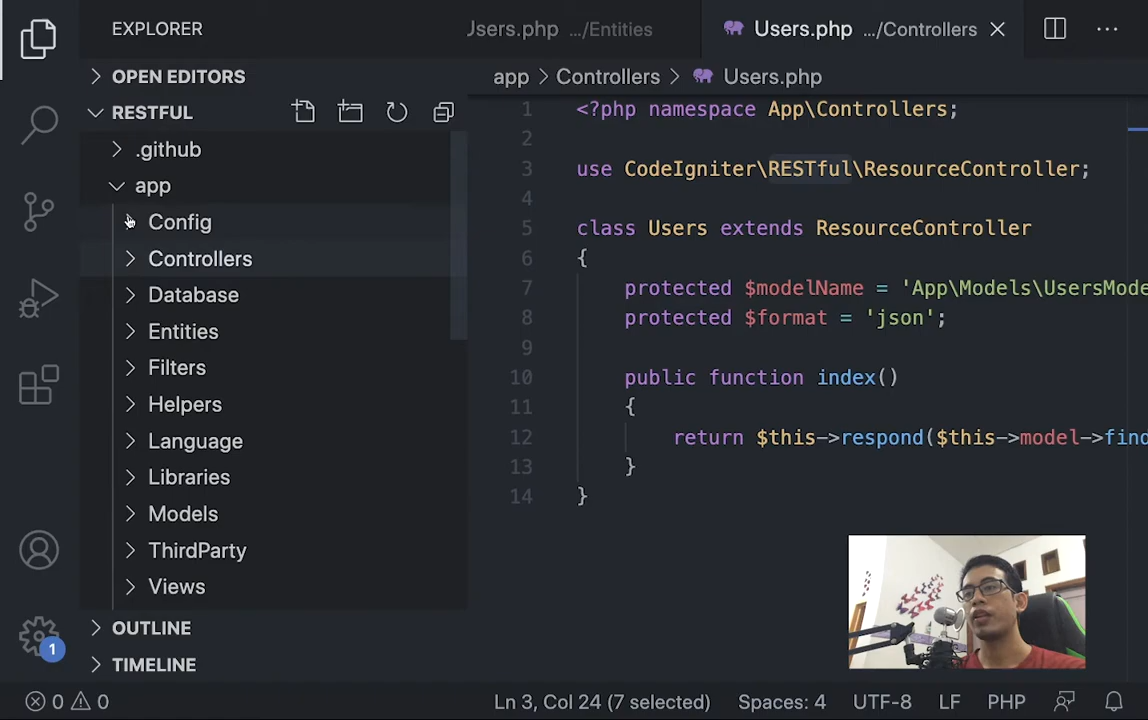 EXPLORER
OPEN EDITORS
RESTFUL
.github
app
Config
Controllers
Database
Entities
Filters
Helpers
Language
Libraries
Models
ThirdParty
Views
OUTLINE
TIMELINE
Users.php .../Entities
Users.php .../Controllers
app > Controllers > Users.php
1 <?php namespace App\Controllers;
2
3 use CodeIgniter\RESTful\ResourceController;
4
5 class Users extends ResourceController
6 {
7 protected $modelName = 'App\Models\UsersMode
8 protected $format = 'json';
9
10 public function index()
11 {
12 return $this->respond($this->model->find
13 }
14 }
1
0 0
Ln 3, Col 24 (7 selected) Spaces: 4 UTF-8 LF PHP